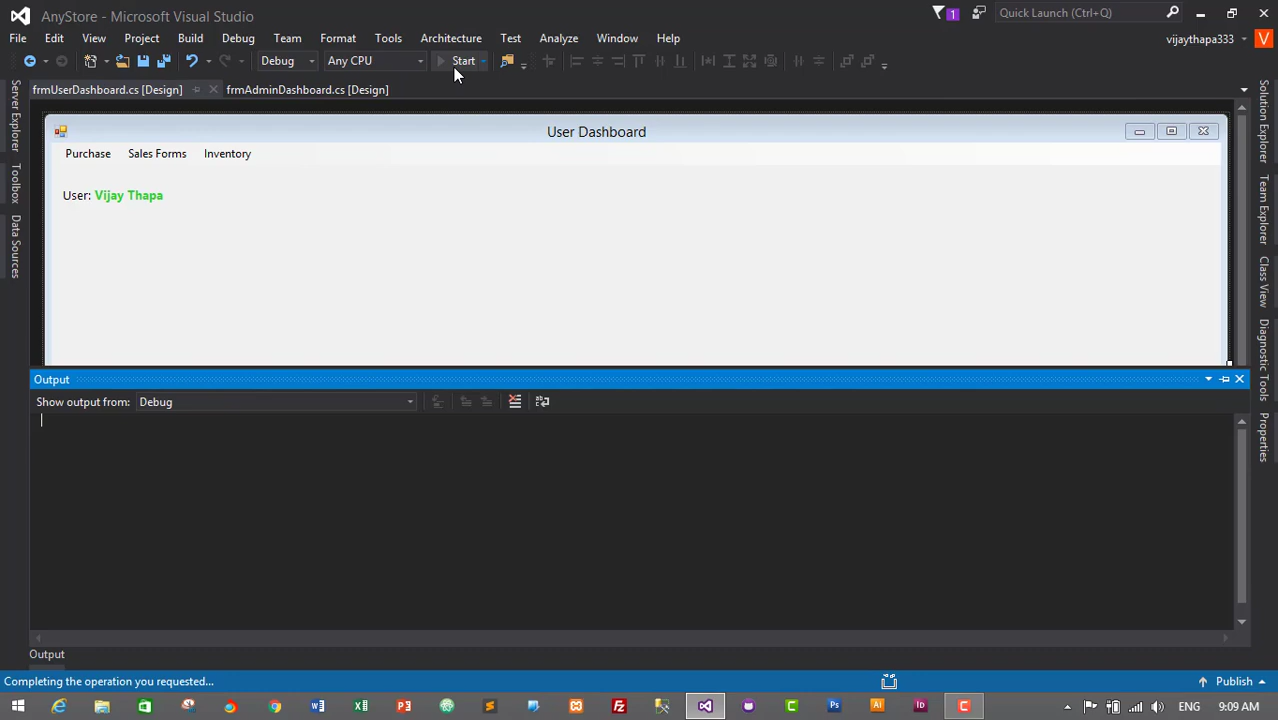 AnyStore - Microsoft Visual Studio
1
Quick Launch (Ctrl+Q)
File Edit View Project Build Debug Team Format Tools Architecture Test Analyze Window Help
vijaythapa333 V
Debug Any CPU Start
frmUserDashboard.cs [Design] frmAdminDashboard.cs [Design]
User Dashboard
Purchase Sales Forms Inventory
User: Vijay Thapa
Server Explorer
Toolbox
Data Sources
Solution Explorer
Team Explorer
Class View
Diagnostic Tools
Properties
Output
Show output from: Debug
Output
Completing the operation you requested...
Publish
ENG 9:09 AM